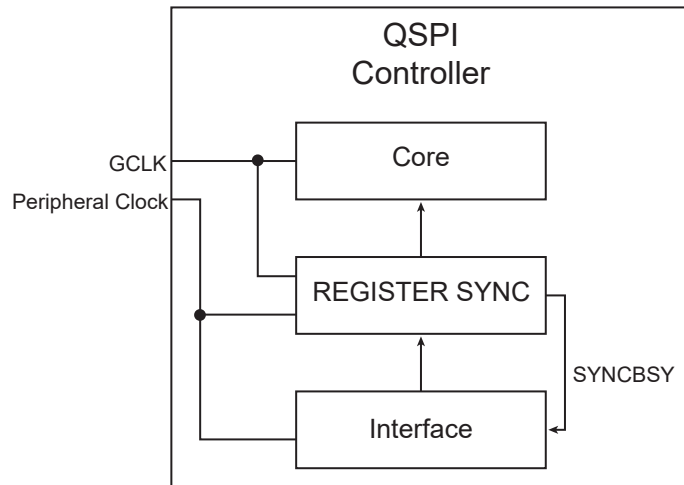 QSPI
Controller
Core
GCLK
Peripheral Clock
REGISTER SYNC
SYNCBSY
Interface